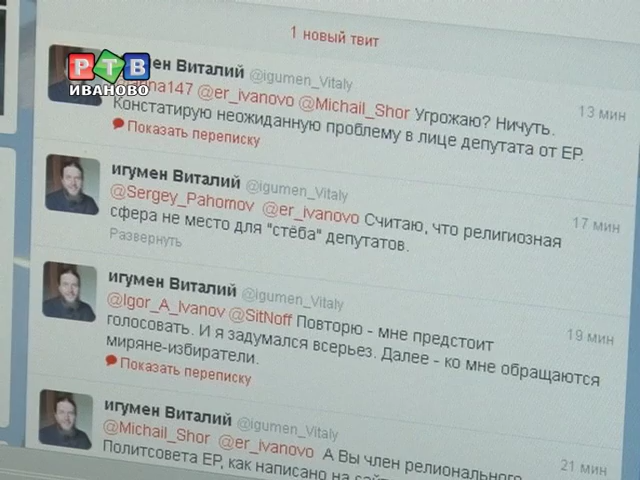 1 новый твит
РТВ
ИВАНОВО
игумен Виталий @igumen_Vitaly
13 мин
@er_ivanovo @Michail_Shor Угрожаю? Ничуть.
Констатирую неожиданную проблему в лице депутата от ЕР.
Показать переписку
игумен Виталий @igumen_Vitaly
17 мин
@Sergey_Pahomov @er_ivanovo Считаю, что религиозная
сфера не место для "стёба" депутатов.
Развернуть
игумен Виталий @igumen_Vitaly
19 мин
@Igor_A_Ivanov @SitNoff Повторю - мне предстоит
голосовать. И я задумался всерьез. Далее - ко мне обращаются
миряне-избиратели.
Показать переписку
игумен Виталий @igumen_Vitaly
21 мин
@Michail_Shor @er_ivanovo А Вы член релионального
Политсовета ЕР, как написано на